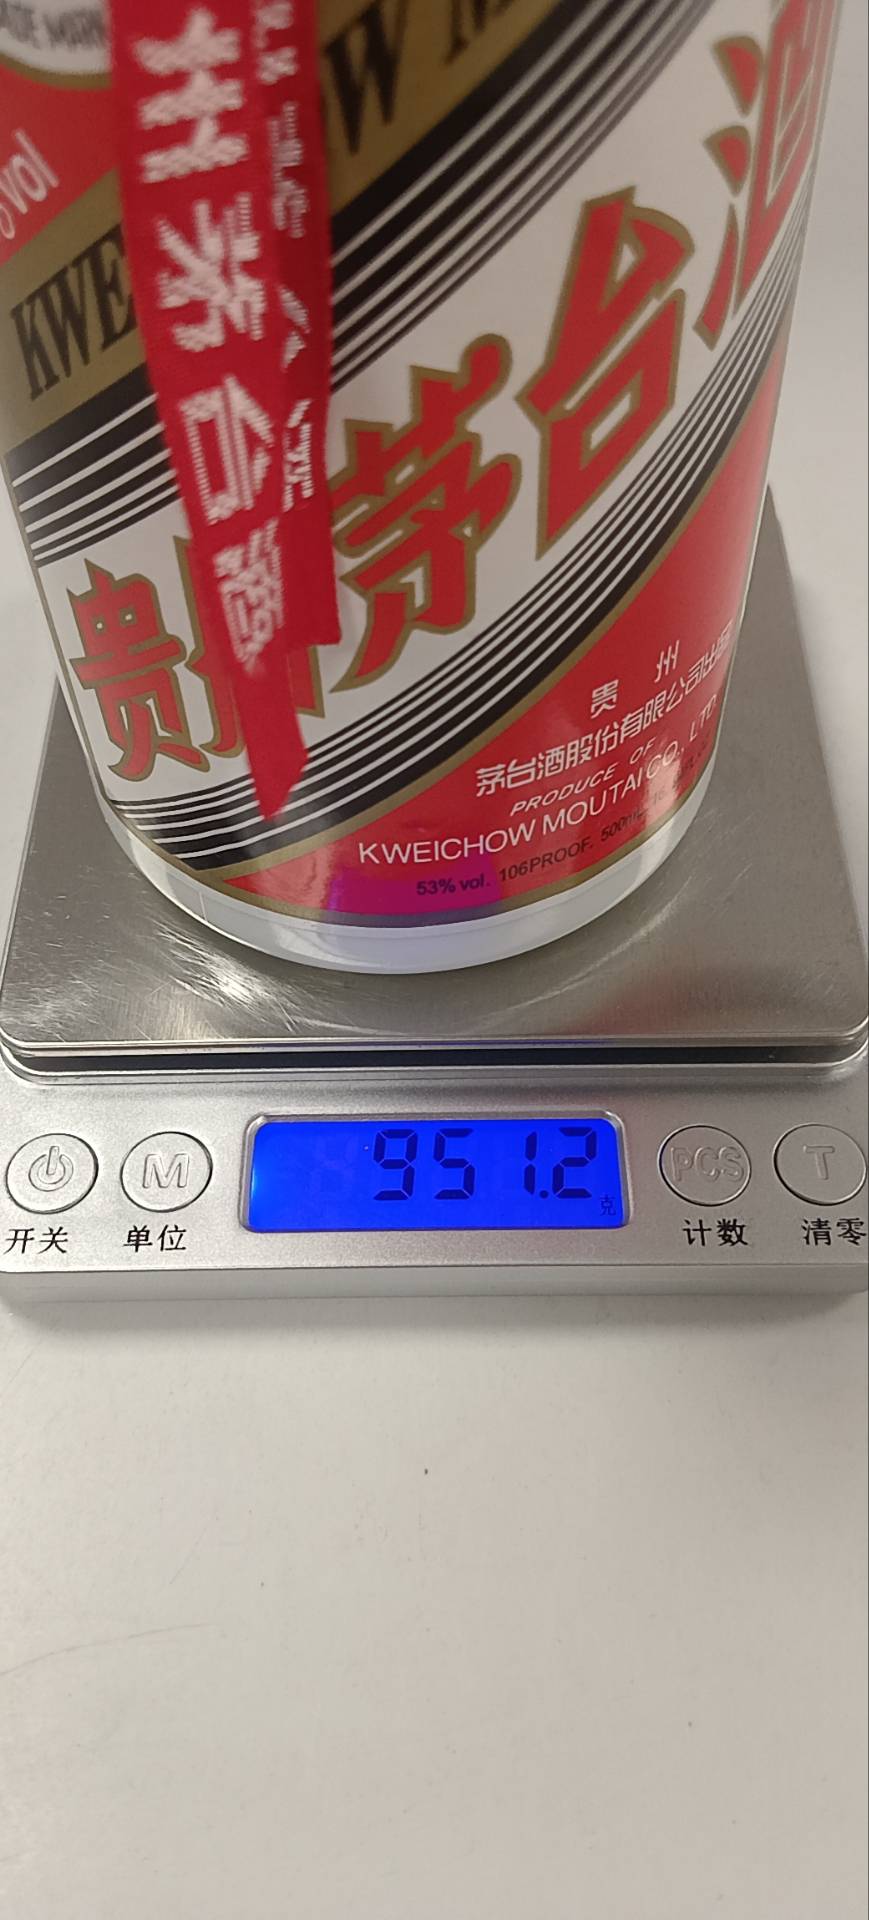 州茅台酒
%vol
KWE
W M
贵州茅台酒
贵 州
茅台酒股份有限公司出品
PRODUCE OF
KWEICHOW MOUTAI CO., LTD.
53% vol. 106PROOF. 500mL
951.2
克
M
PCS
T
开关
单位
计数
清零